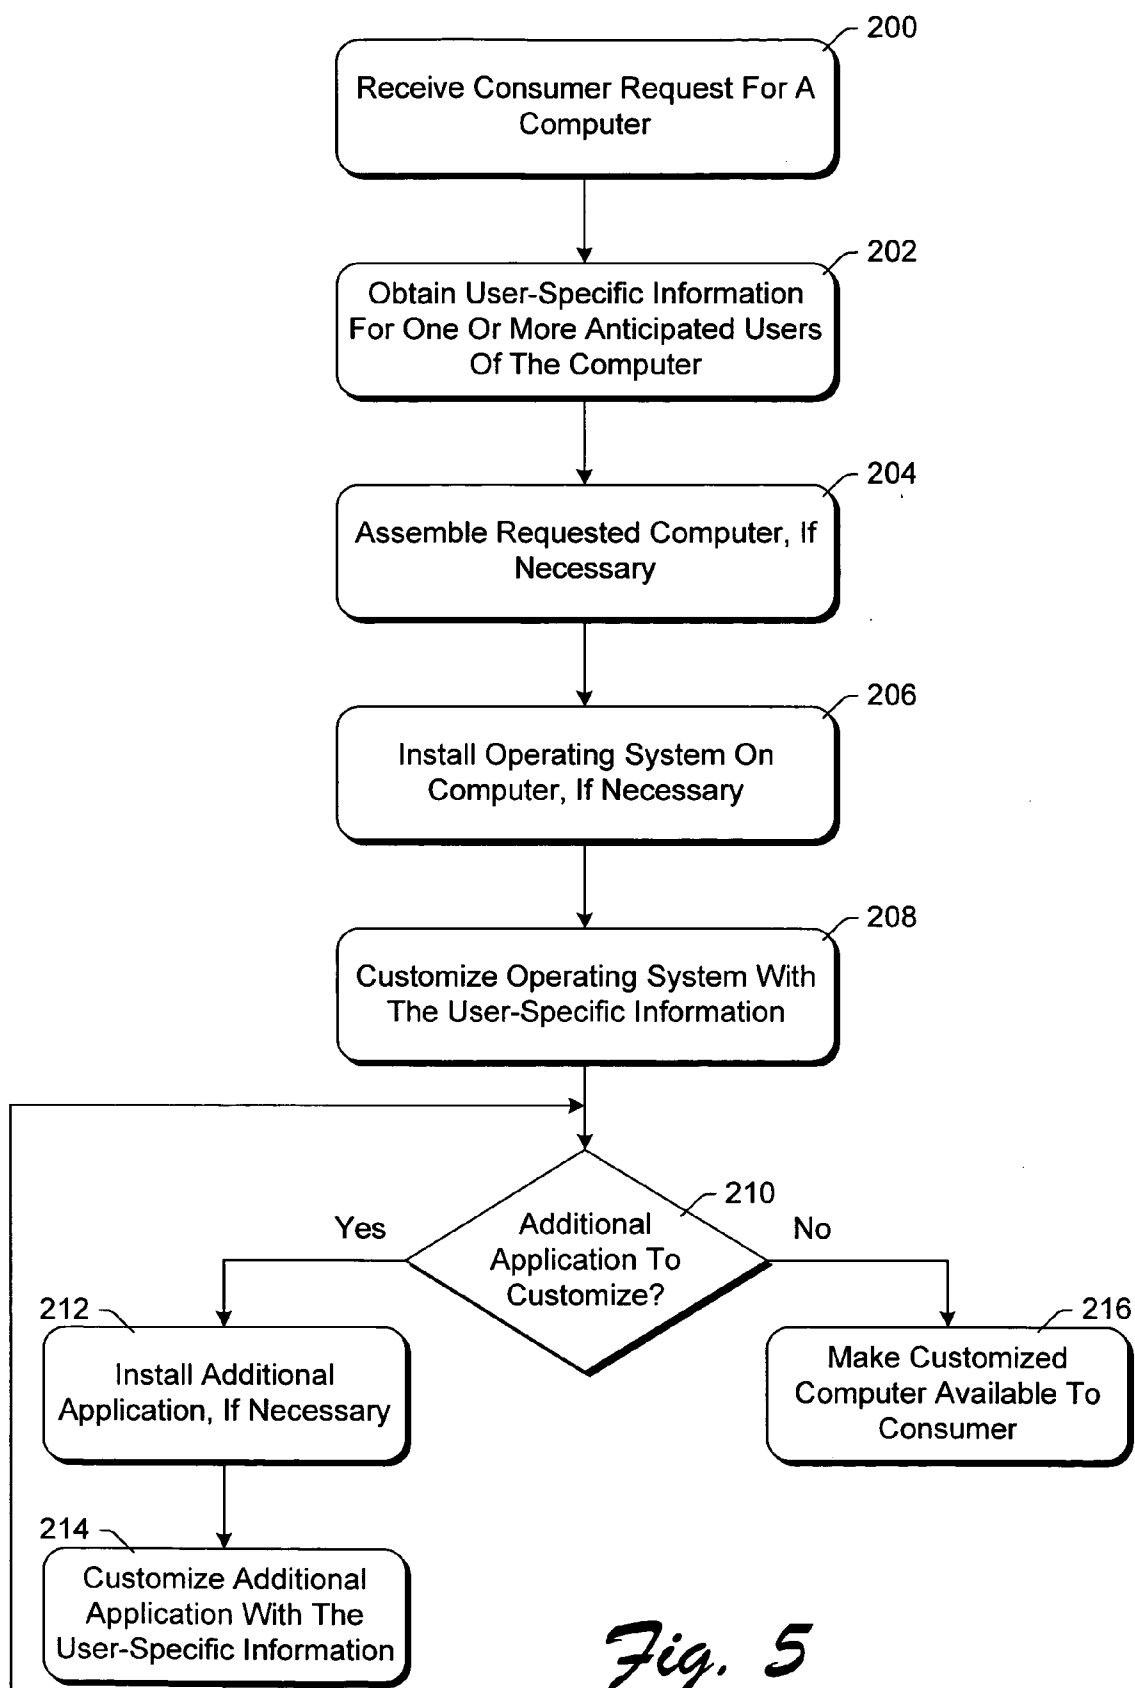 200
Receive Consumer Request For A
Computer
202
Obtain User-Specific Information
For One Or More Anticipated Users
Of The Computer
204
Assemble Requested Computer, If
Necessary
206
Install Operating System On
Computer, If Necessary
208
Customize Operating System With
The User-Specific Information
210
Additional
Application To
Customize?
Yes
No
212
Install Additional
Application, If Necessary
216
Make Customized
Computer Available To
Consumer
214
Customize Additional
Application With The
User-Specific Information
Fig. 5